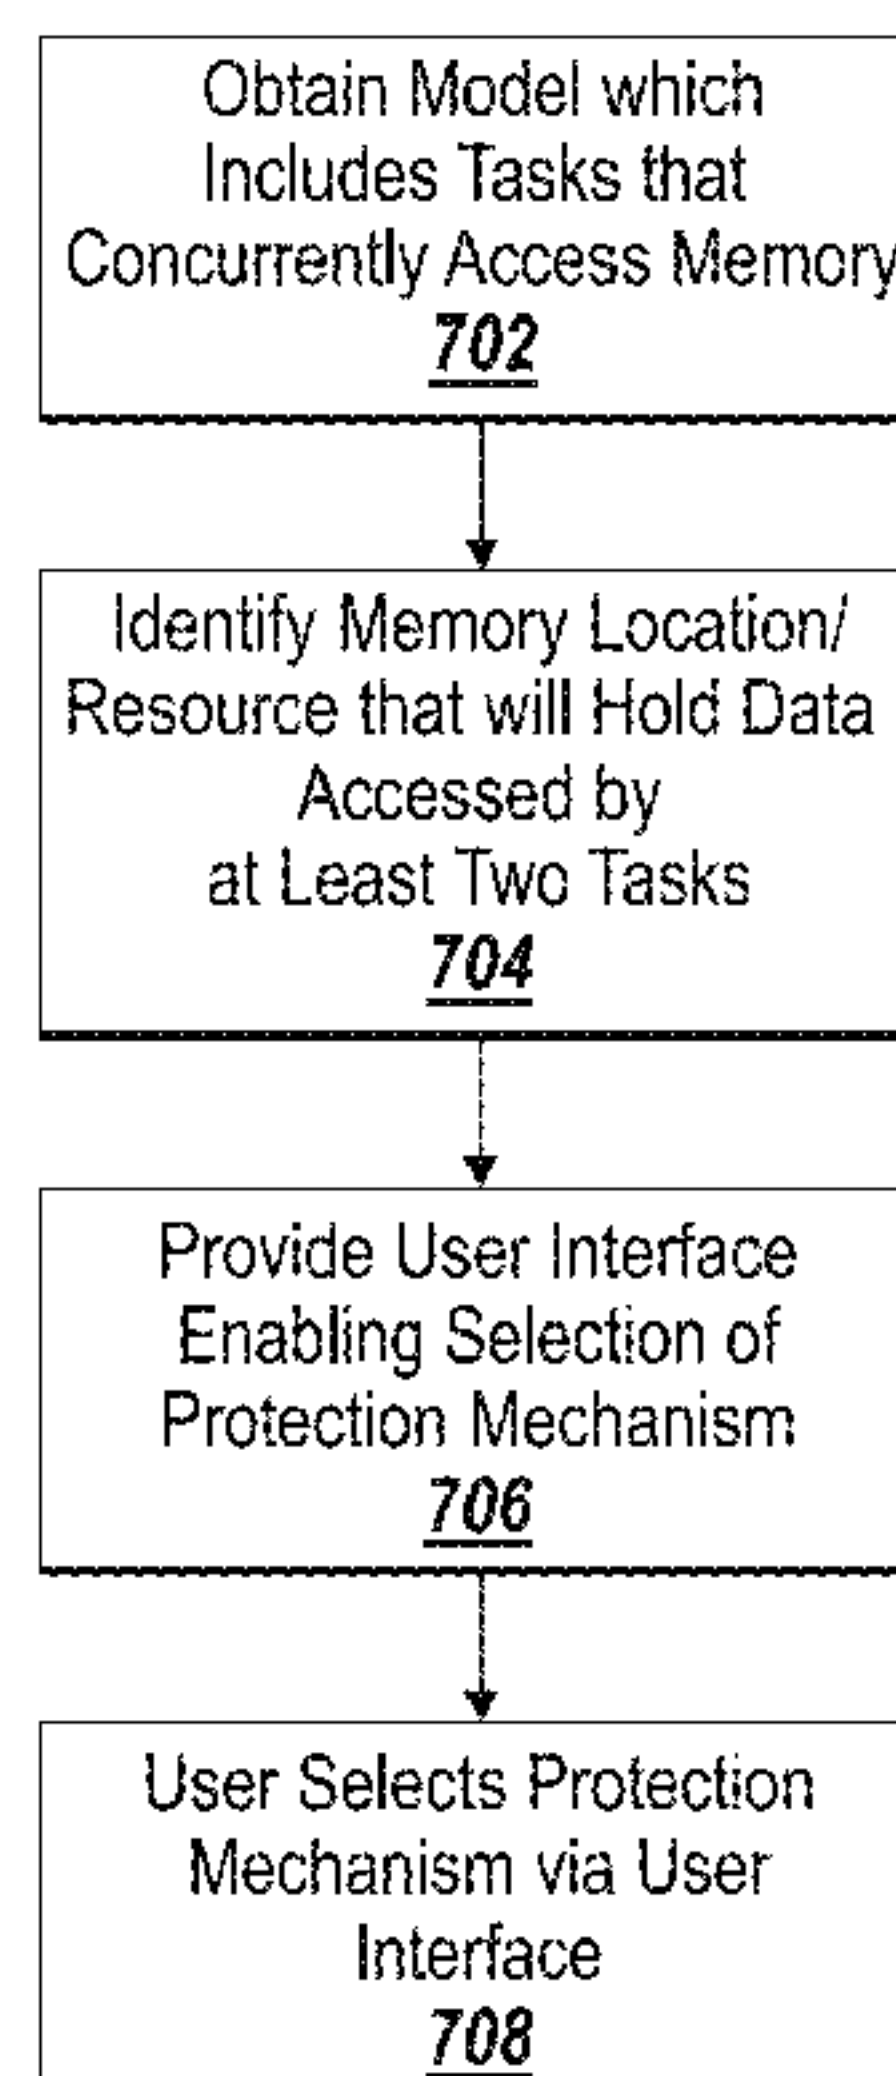 Obtain Model which
Includes Tasks that
Concurrently Access Memory
702
Identify Memory Location/
Resource that will Hold Data
Accessed by
at Least Two Tasks
704
Provide User Interface
Enabling Selection of
Protection Mechanism
706
User Selects Protection
Mechanism via User
Interface
708